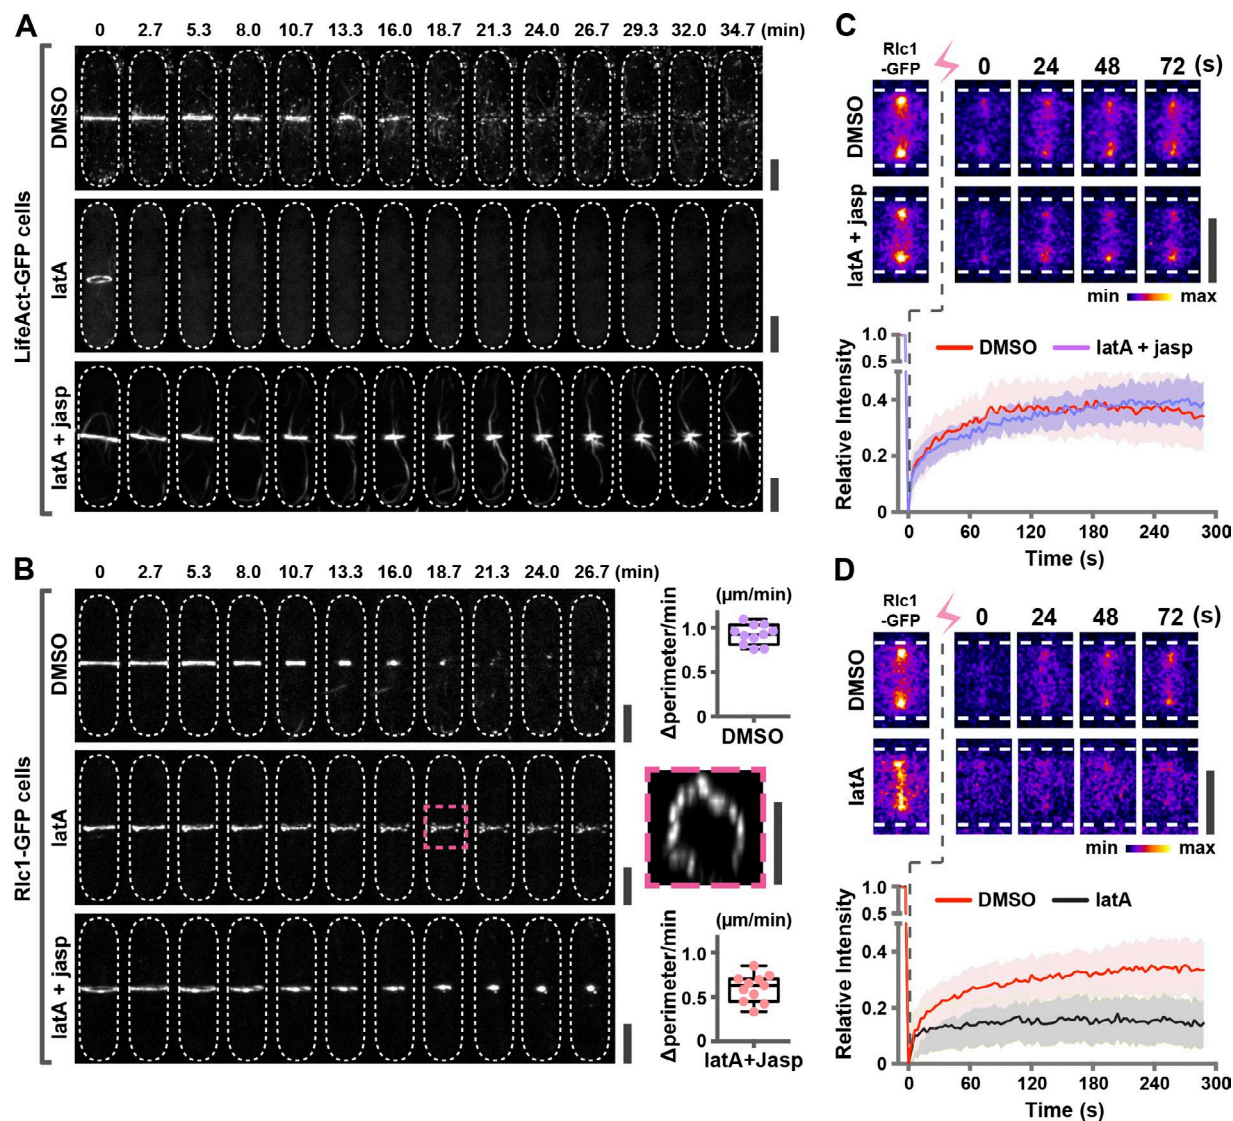 A
0 2.7 5.3 8.0 10.7 13.3 16.0 18.7 21.3 24.0 26.7 29.3 32.0 34.7 (min)
LifeAct-GFP cells
DMSO
latA
latA + jasp
B
0 2.7 5.3 8.0 10.7 13.3 16.0 18.7 21.3 24.0 26.7 (min)
Rlc1-GFP cells
DMSO
latA
latA + jasp
(µm/min)
Δperimeter/min
1.0
0.5
0
DMSO
(µm/min)
Δperimeter/min
1.0
0.5
0
latA+Jasp
C
Rlc1
-GFP
0 24 48 72 (s)
DMSO
latA + jasp
min max
Relative Intensity
1.0
0.5
0.4
0.2
0
DMSO latA + jasp
0 60 120 180 240 300
Time (s)
D
Rlc1
-GFP
0 24 48 72 (s)
DMSO
latA
min max
Relative Intensity
1.0
0.5
0.4
0.2
0
DMSO latA
0 60 120 180 240 300
Time (s)